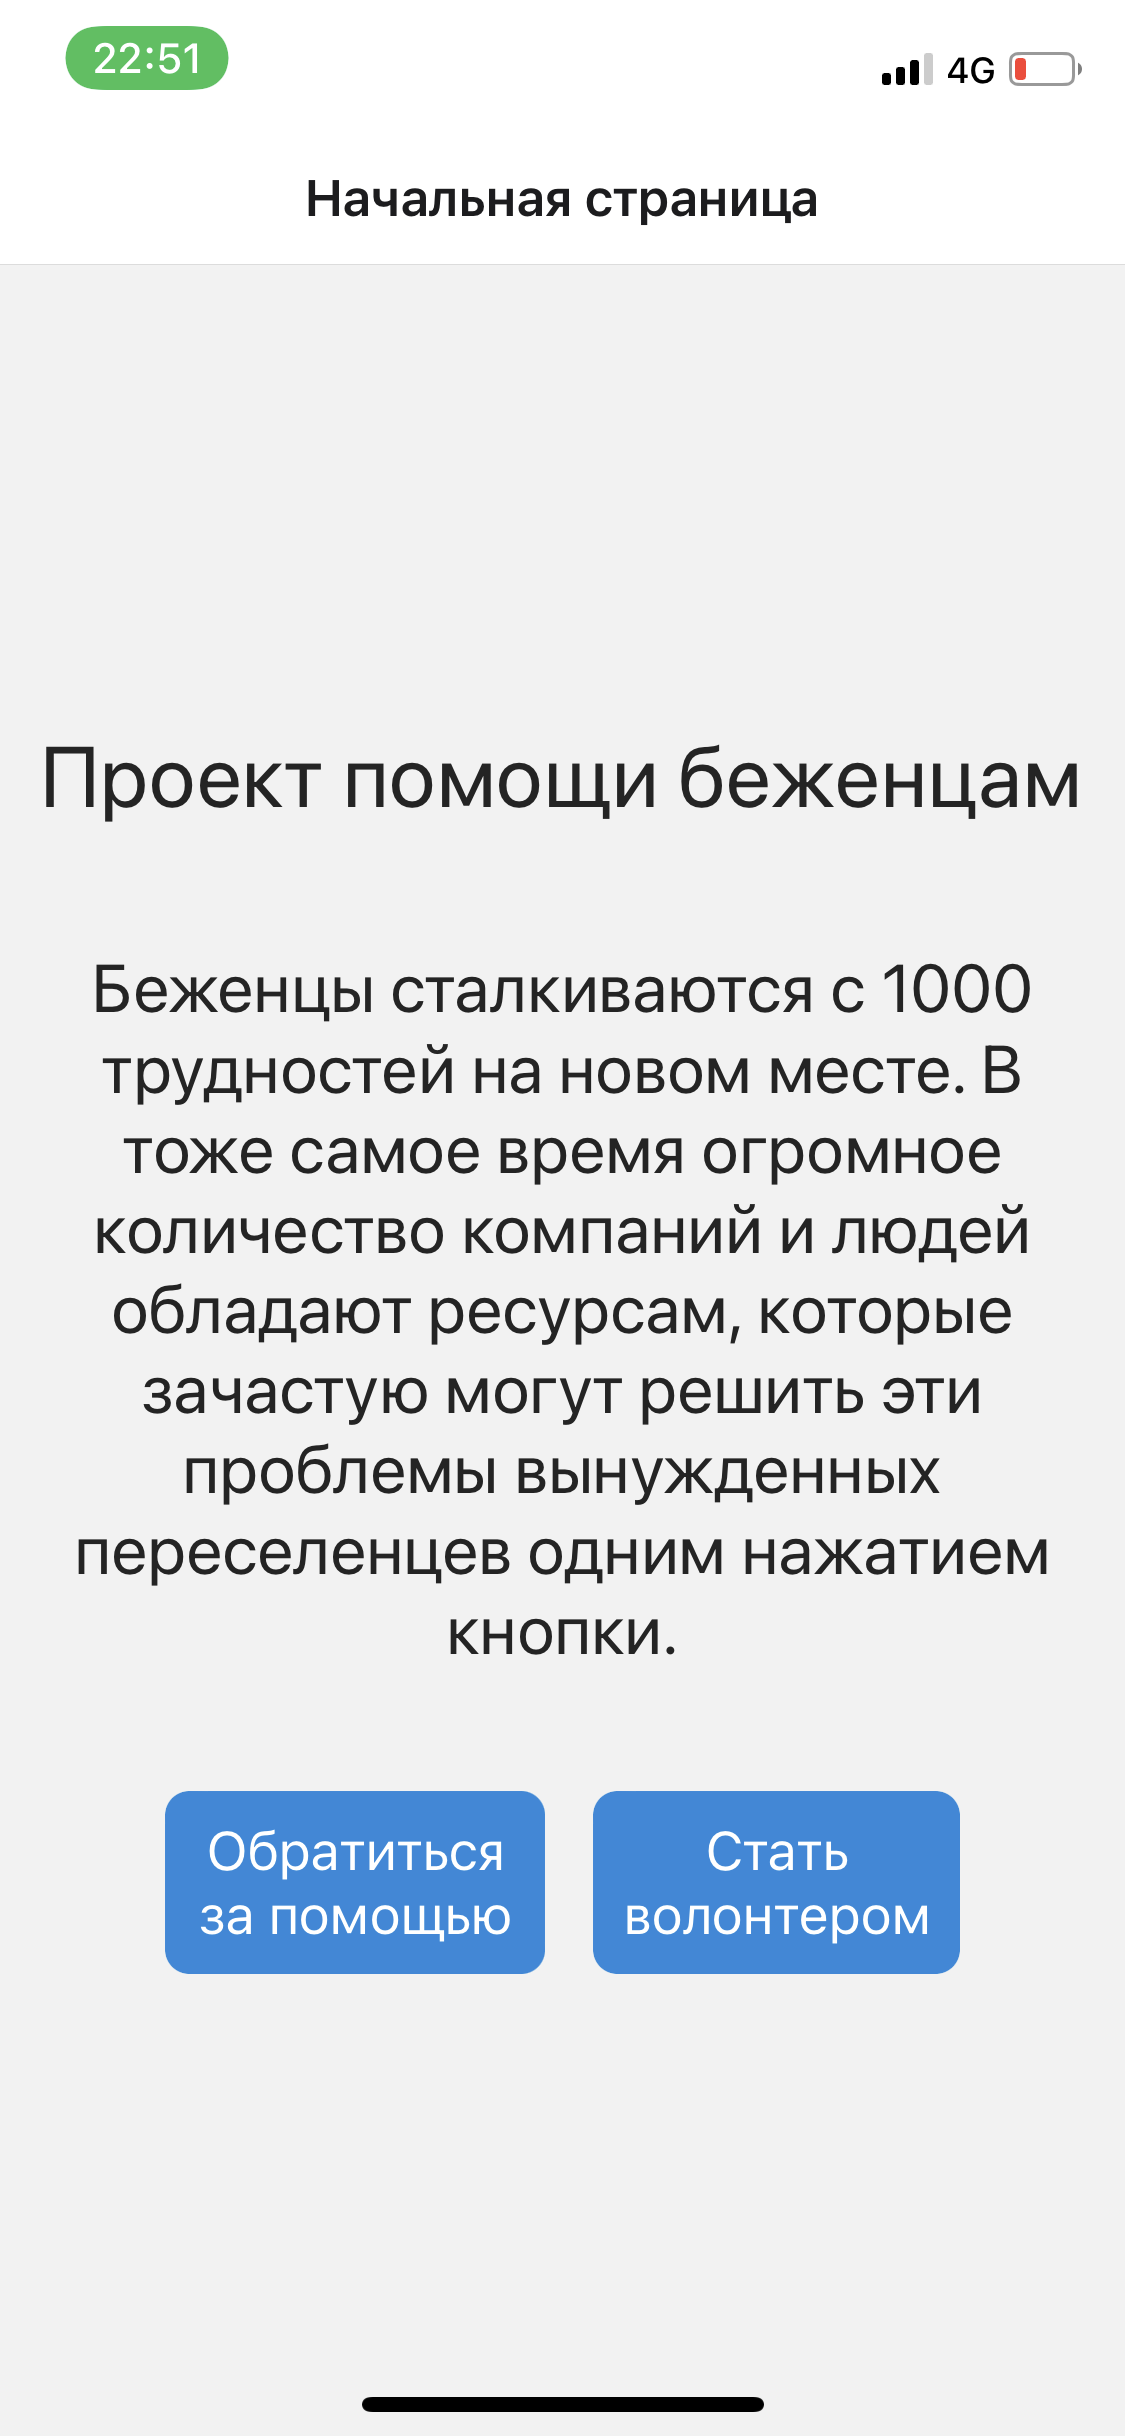 22:51
4G
Начальная страница
Проект помощи беженцам
Беженцы сталкиваются с 1000
трудностей на новом месте. В
тоже самое время огромное
количество компаний и людей
обладают ресурсам, которые
зачастую могут решить эти
проблемы вынужденных
переселенцев одним нажатием
кнопки.
Обратиться
за помощью
Стать
волонтером